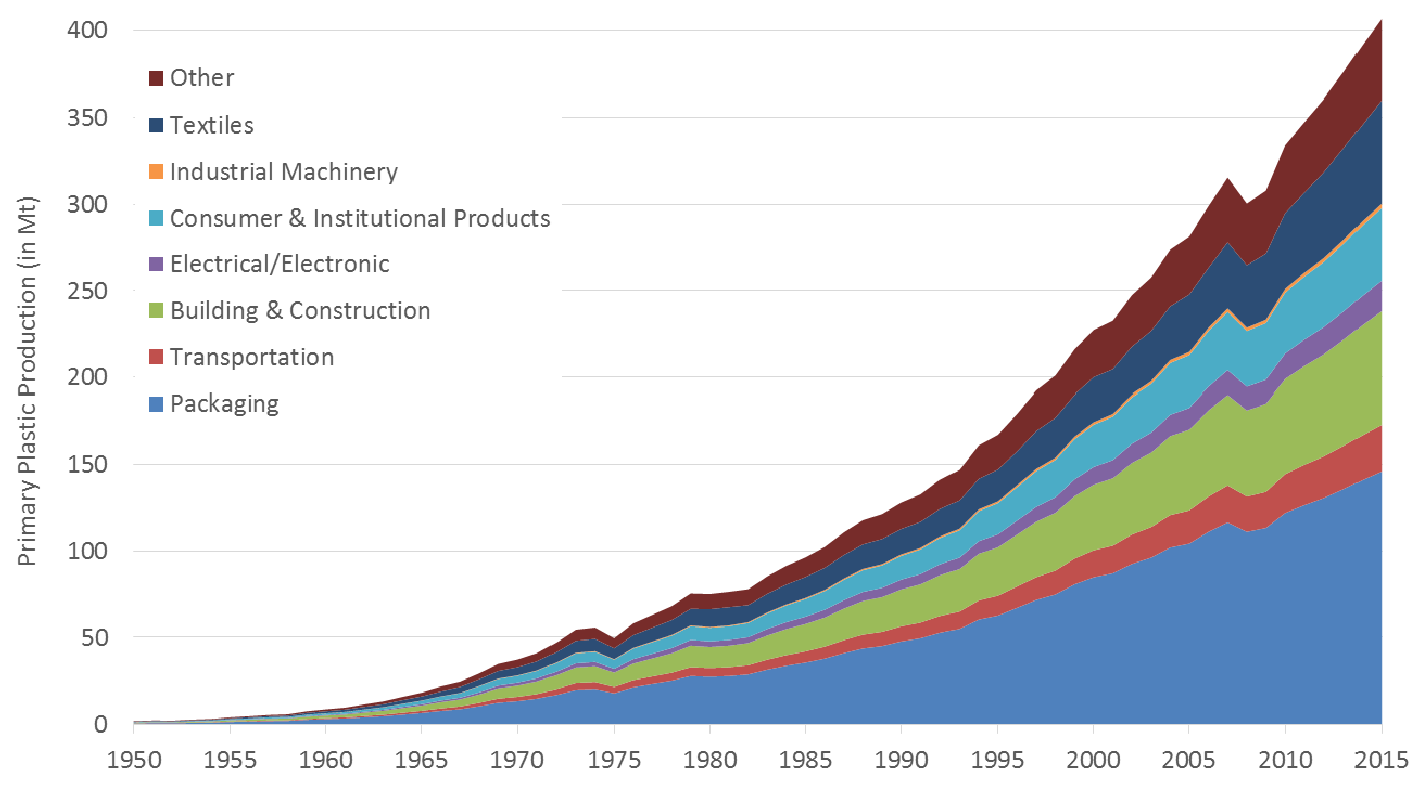 Primary Plastic Production (in Mt)
400
350
300
250
200
150
100
50
0
Other
Textiles
Industrial Machinery
Consumer & Institutional Products
Electrical/Electronic
Building & Construction
Transportation
Packaging
1950 1955 1960 1965 1970 1975 1980 1985 1990 1995 2000 2005 2010 2015